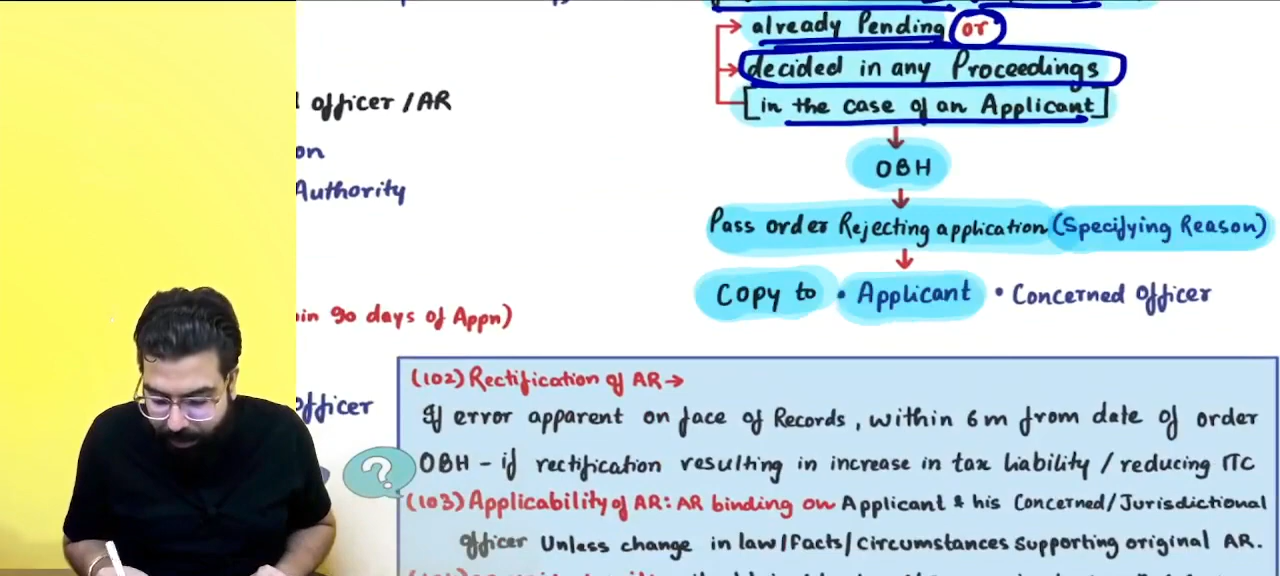 already Pending or
decided in any Proceedings
[in the case of an Applicant]
officer /AR
on
Authority
OBH
Pass order Rejecting application (Specifying Reason)
Copy to • Applicant • Concerned officer
in 90 days of Appn)
officer
(102) Rectification of AR→
If error apparent on face of Records, within 6m from date of order
?
OBH - if rectification resulting in increase in tax liability / reducing ITC
(103) Applicability of AR: AR binding on Applicant & his Concerned/Jurisdictional
officer Unless change in law/facts/circumstances supporting original AR.